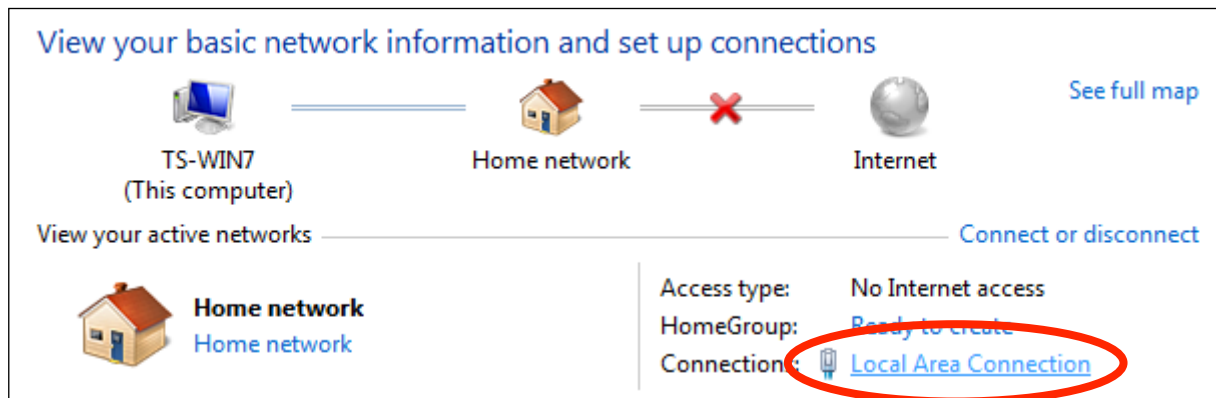 View your basic network information and set up connections
See full map
TS-WIN7
(This computer)
Home network
Internet
View your active networks
Connect or disconnect
Home network
Home network
Access type: No Internet access
HomeGroup: Ready to create
Connections: Local Area Connection